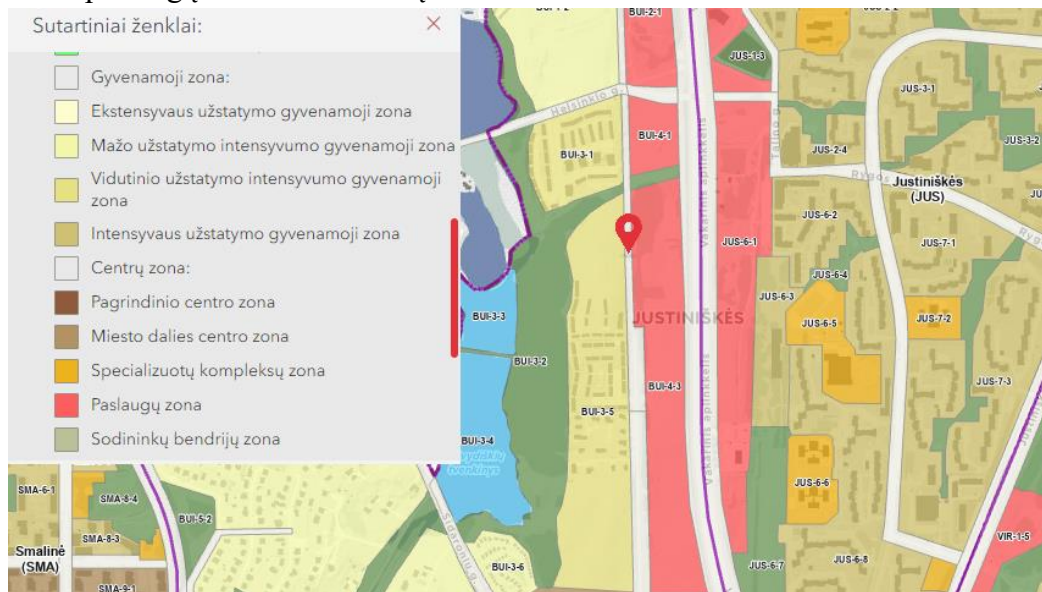 Sutartiniai ženklai:
Gyvenamoji zona:
Ekstensyvaus užstatymo gyvenamoji zona
Mažo užstatymo intensyvumo gyvenamoji zona
Vidutinio užstatymo intensyvumo gyvenamoji
zona
Intensyvaus užstatymo gyvenamoji zona
Centrų zona:
Pagrindinio centro zona
Miesto dalies centro zona
Specializuotų kompleksų zona
Paslaugų zona
Sodininkų bendrijų zona
BUI-2-1
JUS-1-3
Helsinkio g.
JUS-3-1
BUI-4-1
Talino g.
JUS-3-2
BUI-3-1
JUS-2-4
Rygos
Justiniškės
(JUS)
Vakarinis aplinkkelis
JUS-6-2
JUS-6-1
JUS-7-1
JUS-6-4
JUS-6-3
BUI-3-3
JUSTINIŠKĖS
JUS-6-5
JUS-7-2
BUI-3-2
BUI-4-3
JUS-7-3
Vakarinis aplinkkelis
BUI-3-5
BUI-3-4
tvenkinys
JUS-6-6
SMA-6-1
SMA-8-4
BUI-5-2
SMA-8-3
Sidaronių g.
VIR-1-5
Smalinė
(SMA)
BUI-3-6
JUS-6-7
JUS-6-8
SMA-9-1